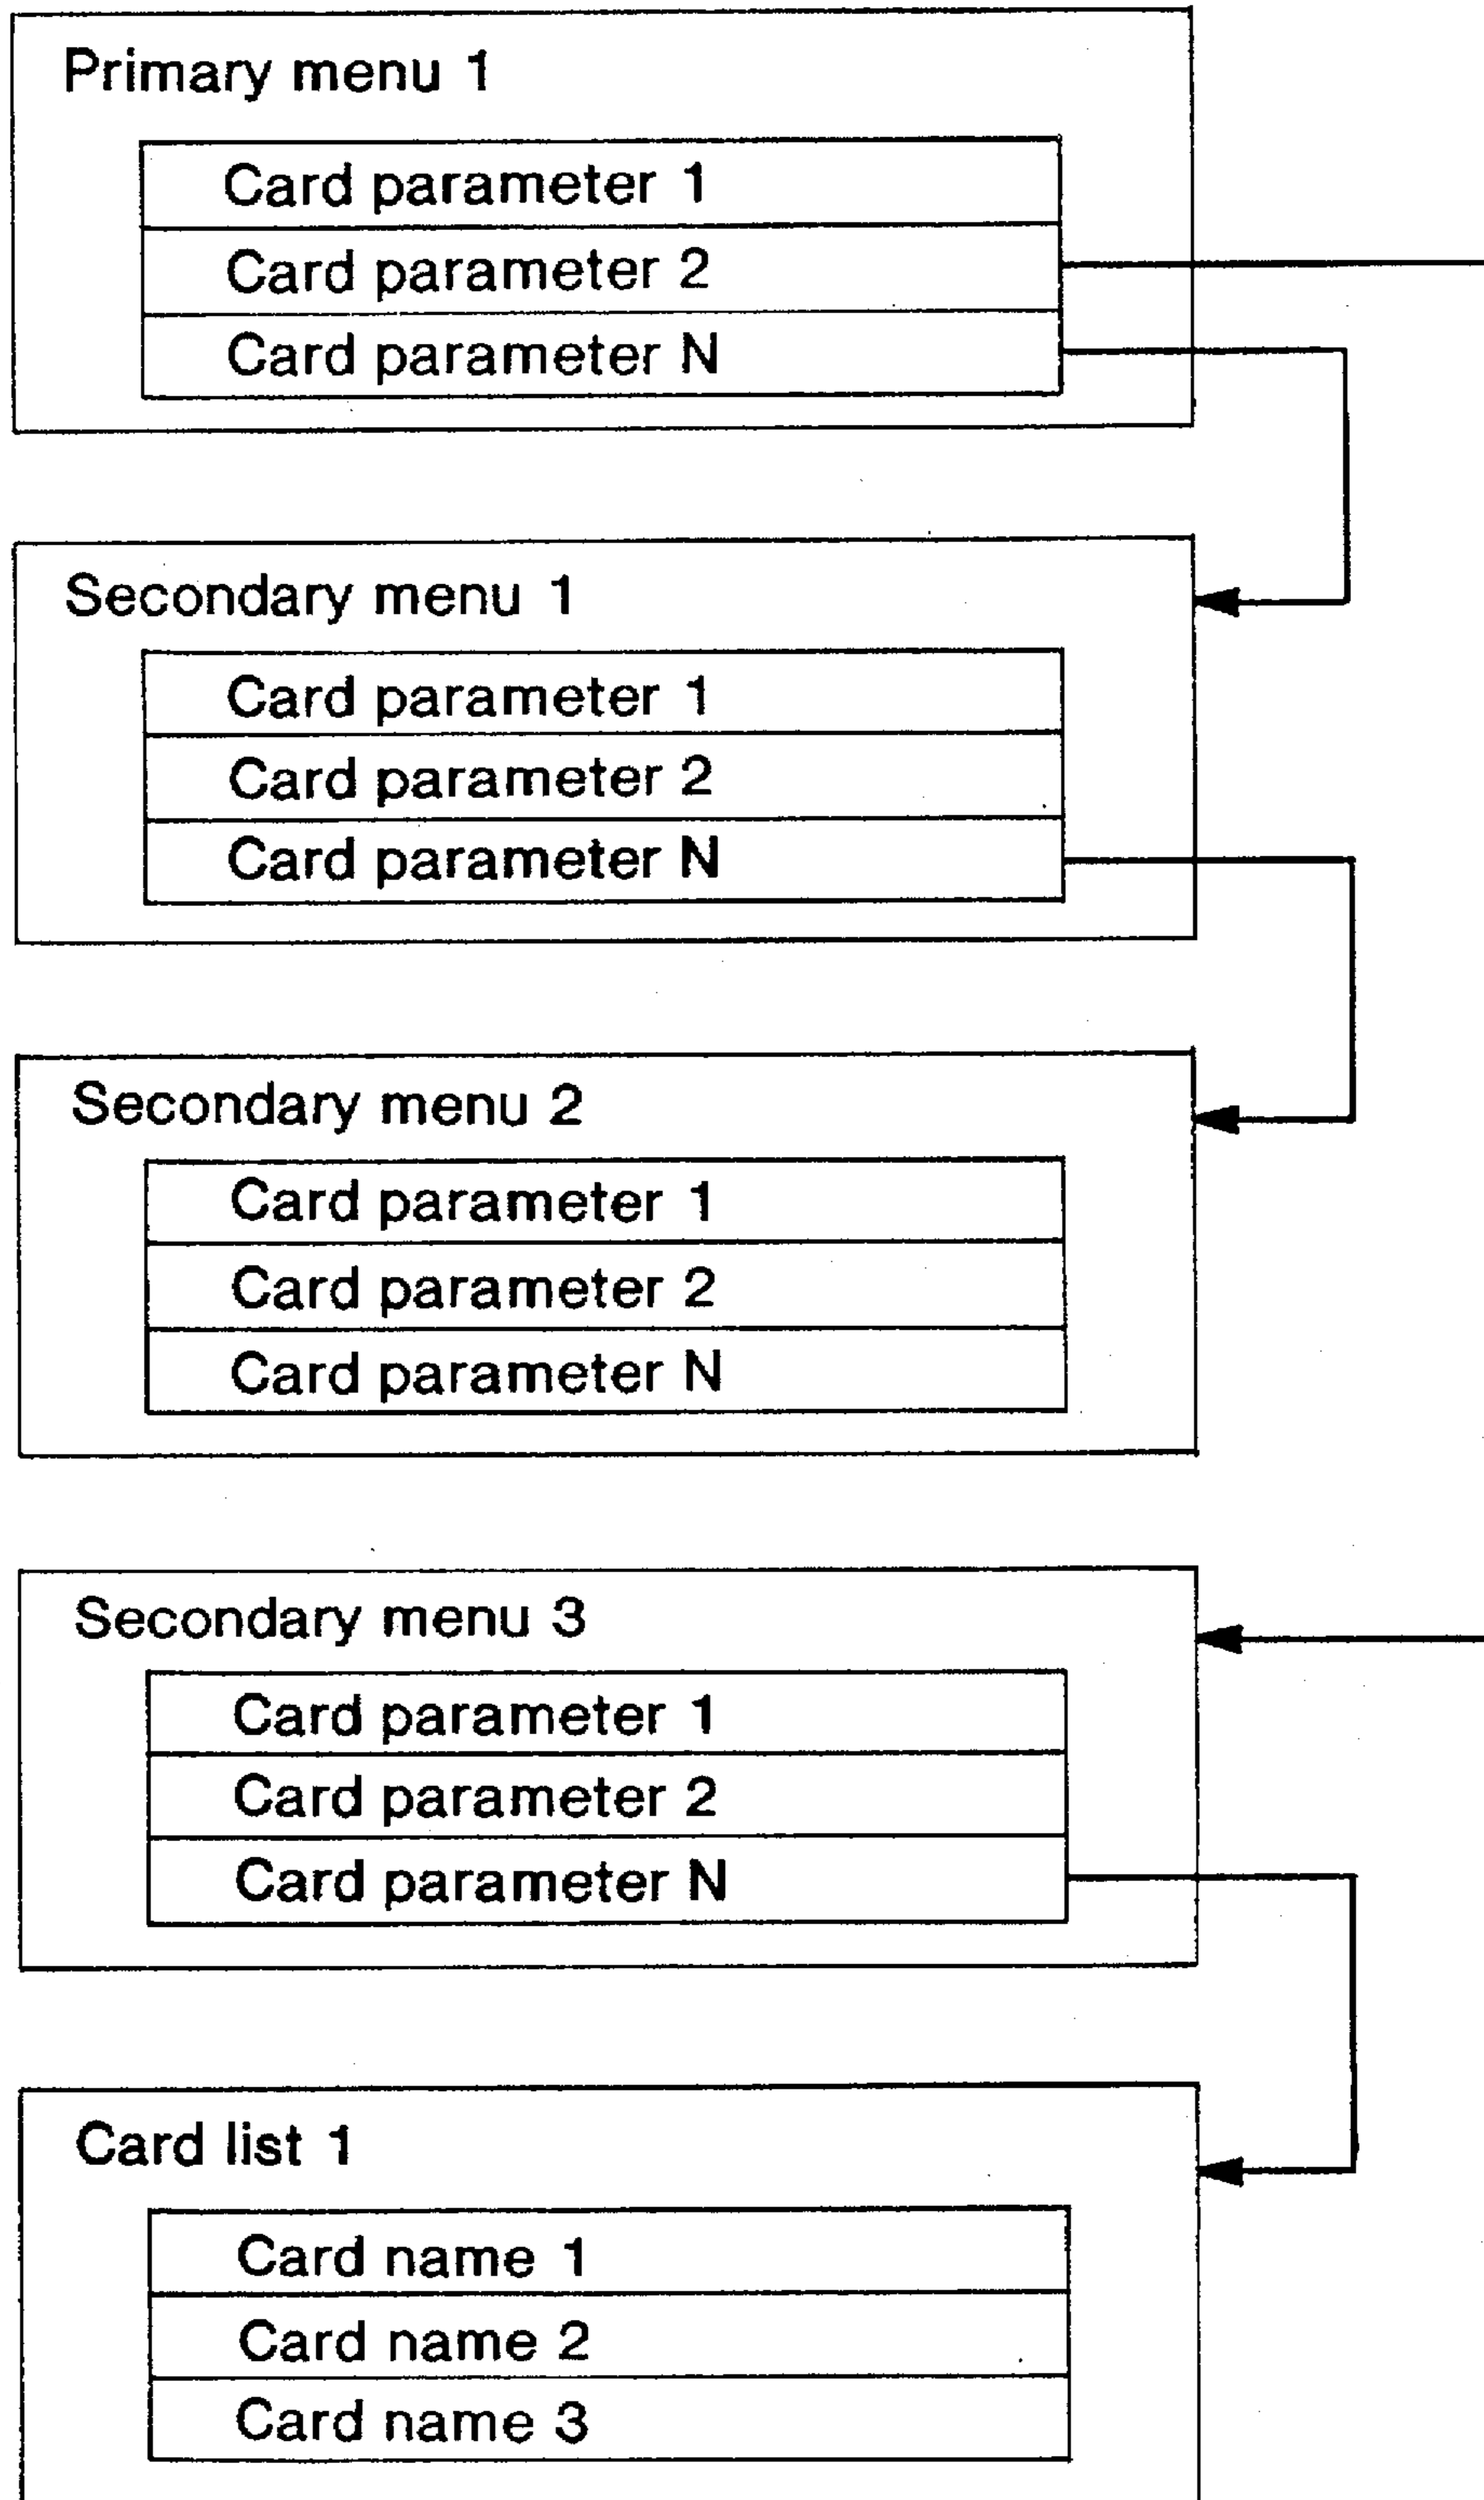 Primary menu 1
Card parameter 1
Card parameter 2
Card parameter N
Secondary menu 1
Card parameter 1
Card parameter 2
Card parameter N
Secondary menu 2
Card parameter 1
Card parameter 2
Card parameter N
Secondary menu 3
Card parameter 1
Card parameter 2
Card parameter N
Card list 1
Card name 1
Card name 2
Card name 3